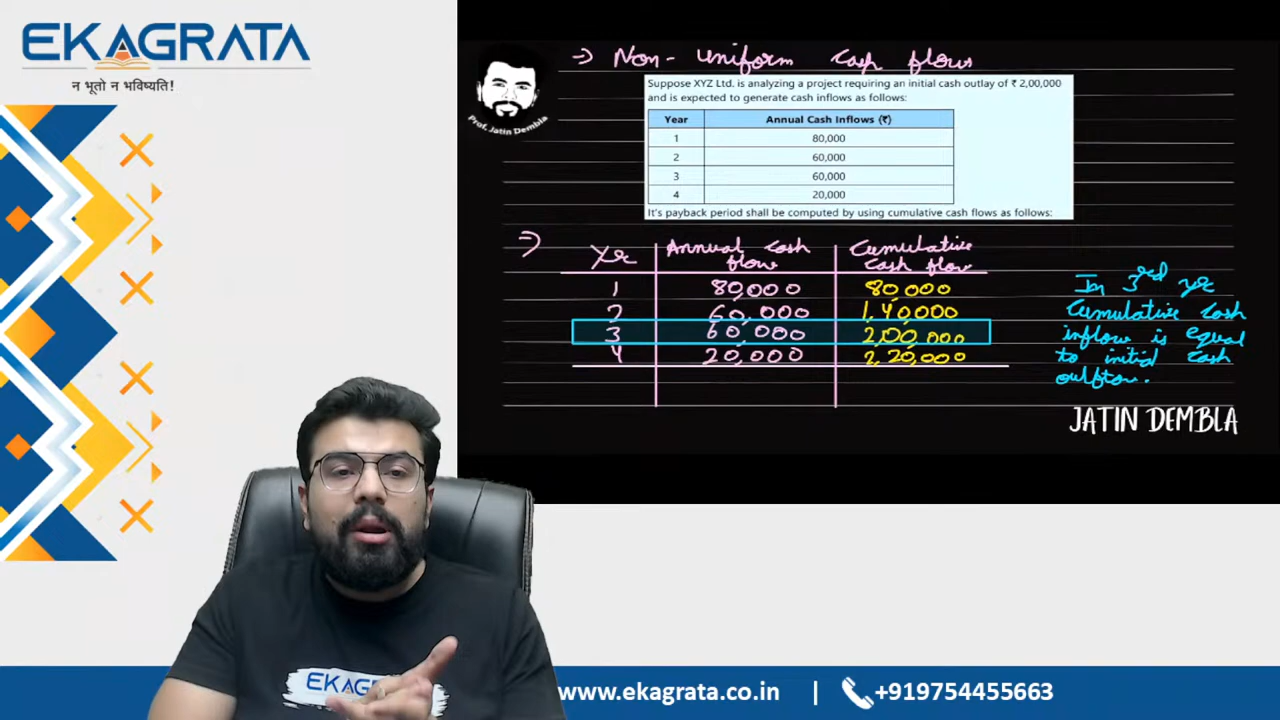 EKAGRATA
न भूतो न भविष्यति!
Prof. Jatin Dembla
=> Non-Uniform Cash flows
Suppose XYZ Ltd. is analyzing a project requiring an initial cash outlay of ₹ 2,00,000
and is expected to generate cash inflows as follows:
Year Annual Cash Inflows (₹)
1 80,000
2 60,000
3 60,000
4 20,000
It's payback period shall be computed by using cumulative cash flows as follows:
=> Yr Annual Cash flow Cumulative Cash flow
1 80,000 80,000
2 60,000 1,40,000
3 60,000 2,00,000
4 20,000 2,20,000
In 3rd yr
Cumulative cash
inflow is equal
to initial cash
outflow.
JATIN DEMBLA
EKAGRATA
www.ekagrata.co.in | +919754455663